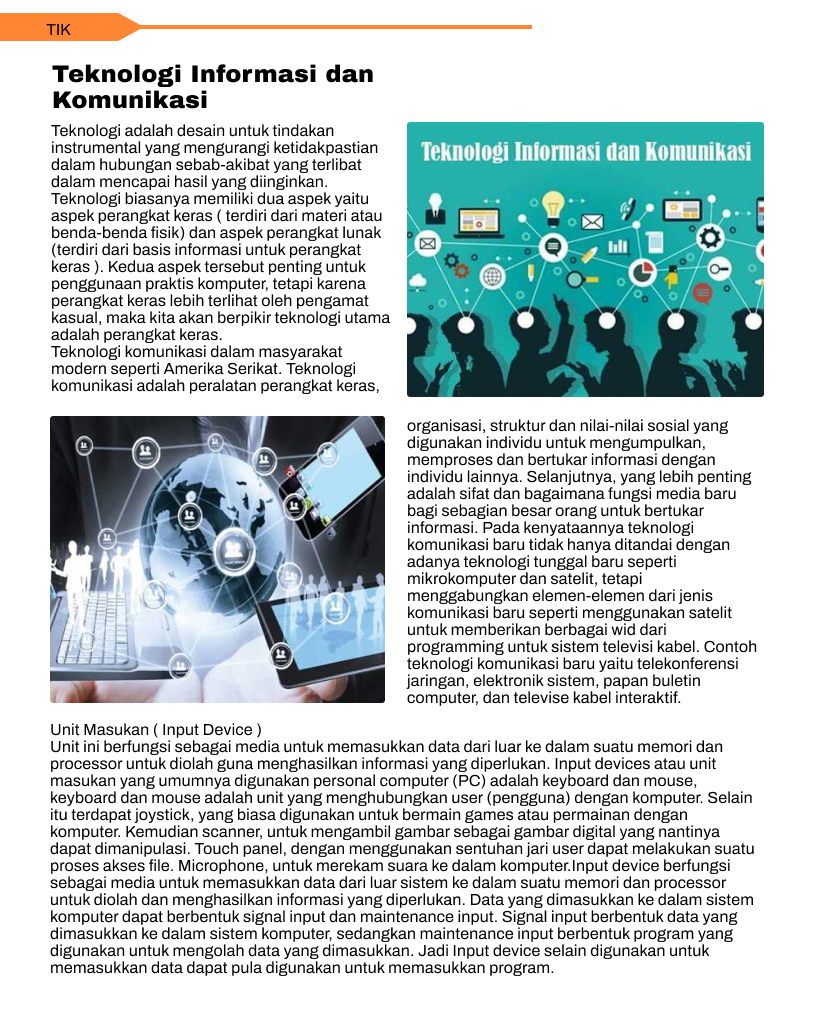 TIK
Teknologi Informasi dan
Komunikasi
Teknologi adalah desain untuk tindakan
instrumental yang mengurangi ketidakpastian
dalam hubungan sebab-akibat yang terlibat
dalam mencapai hasil yang diinginkan.
Teknologi biasanya memiliki dua aspek yaitu
aspek perangkat keras ( terdiri dari materi atau
benda-benda fisik) dan aspek perangkat lunak
(terdiri dari basis informasi untuk perangkat
keras ). Kedua aspek tersebut penting untuk
penggunaan praktis komputer, tetapi karena
perangkat keras lebih terlihat oleh pengamat
kasual, maka kita akan berpikir teknologi utama
adalah perangkat keras.
Teknologi komunikasi dalam masyarakat
modern seperti Amerika Serikat. Teknologi
komunikasi adalah peralatan perangkat keras,
Teknologi Informasi dan Komunikasi
organisasi, struktur dan nilai-nilai sosial yang
digunakan individu untuk mengumpulkan,
memproses dan bertukar informasi dengan
individu lainnya. Selanjutnya, yang lebih penting
adalah sifat dan bagaimana fungsi media baru
bagi sebagian besar orang untuk bertukar
informasi. Pada kenyataannya teknologi
komunikasi baru tidak hanya ditandai dengan
adanya teknologi tunggal baru seperti
mikrokomputer dan satelit, tetapi
menggabungkan elemen-elemen dari jenis
komunikasi baru seperti menggunakan satelit
untuk memberikan berbagai wid dari
programming untuk sistem televisi kabel. Contoh
teknologi komunikasi baru yaitu telekonferensi
jaringan, elektronik sistem, papan buletin
computer, dan televise kabel interaktif.
Unit Masukan ( Input Device )
Unit ini berfungsi sebagai media untuk memasukkan data dari luar ke dalam suatu memori dan
processor untuk diolah guna menghasilkan informasi yang diperlukan. Input devices atau unit
masukan yang umumnya digunakan personal computer (PC) adalah keyboard dan mouse,
keyboard dan mouse adalah unit yang menghubungkan user (pengguna) dengan komputer. Selain
itu terdapat joystick, yang biasa digunakan untuk bermain games atau permainan dengan
komputer. Kemudian scanner, untuk mengambil gambar sebagai gambar digital yang nantinya
dapat dimanipulasi. Touch panel, dengan menggunakan sentuhan jari user dapat melakukan suatu
proses akses file. Microphone, untuk merekam suara ke dalam komputer.Input device berfungsi
sebagai media untuk memasukkan data dari luar sistem ke dalam suatu memori dan processor
untuk diolah dan menghasilkan informasi yang diperlukan. Data yang dimasukkan ke dalam sistem
komputer dapat berbentuk signal input dan maintenance input. Signal input berbentuk data yang
dimasukkan ke dalam sistem komputer, sedangkan maintenance input berbentuk program yang
digunakan untuk mengolah data yang dimasukkan. Jadi Input device selain digunakan untuk
memasukkan data dapat pula digunakan untuk memasukkan program.